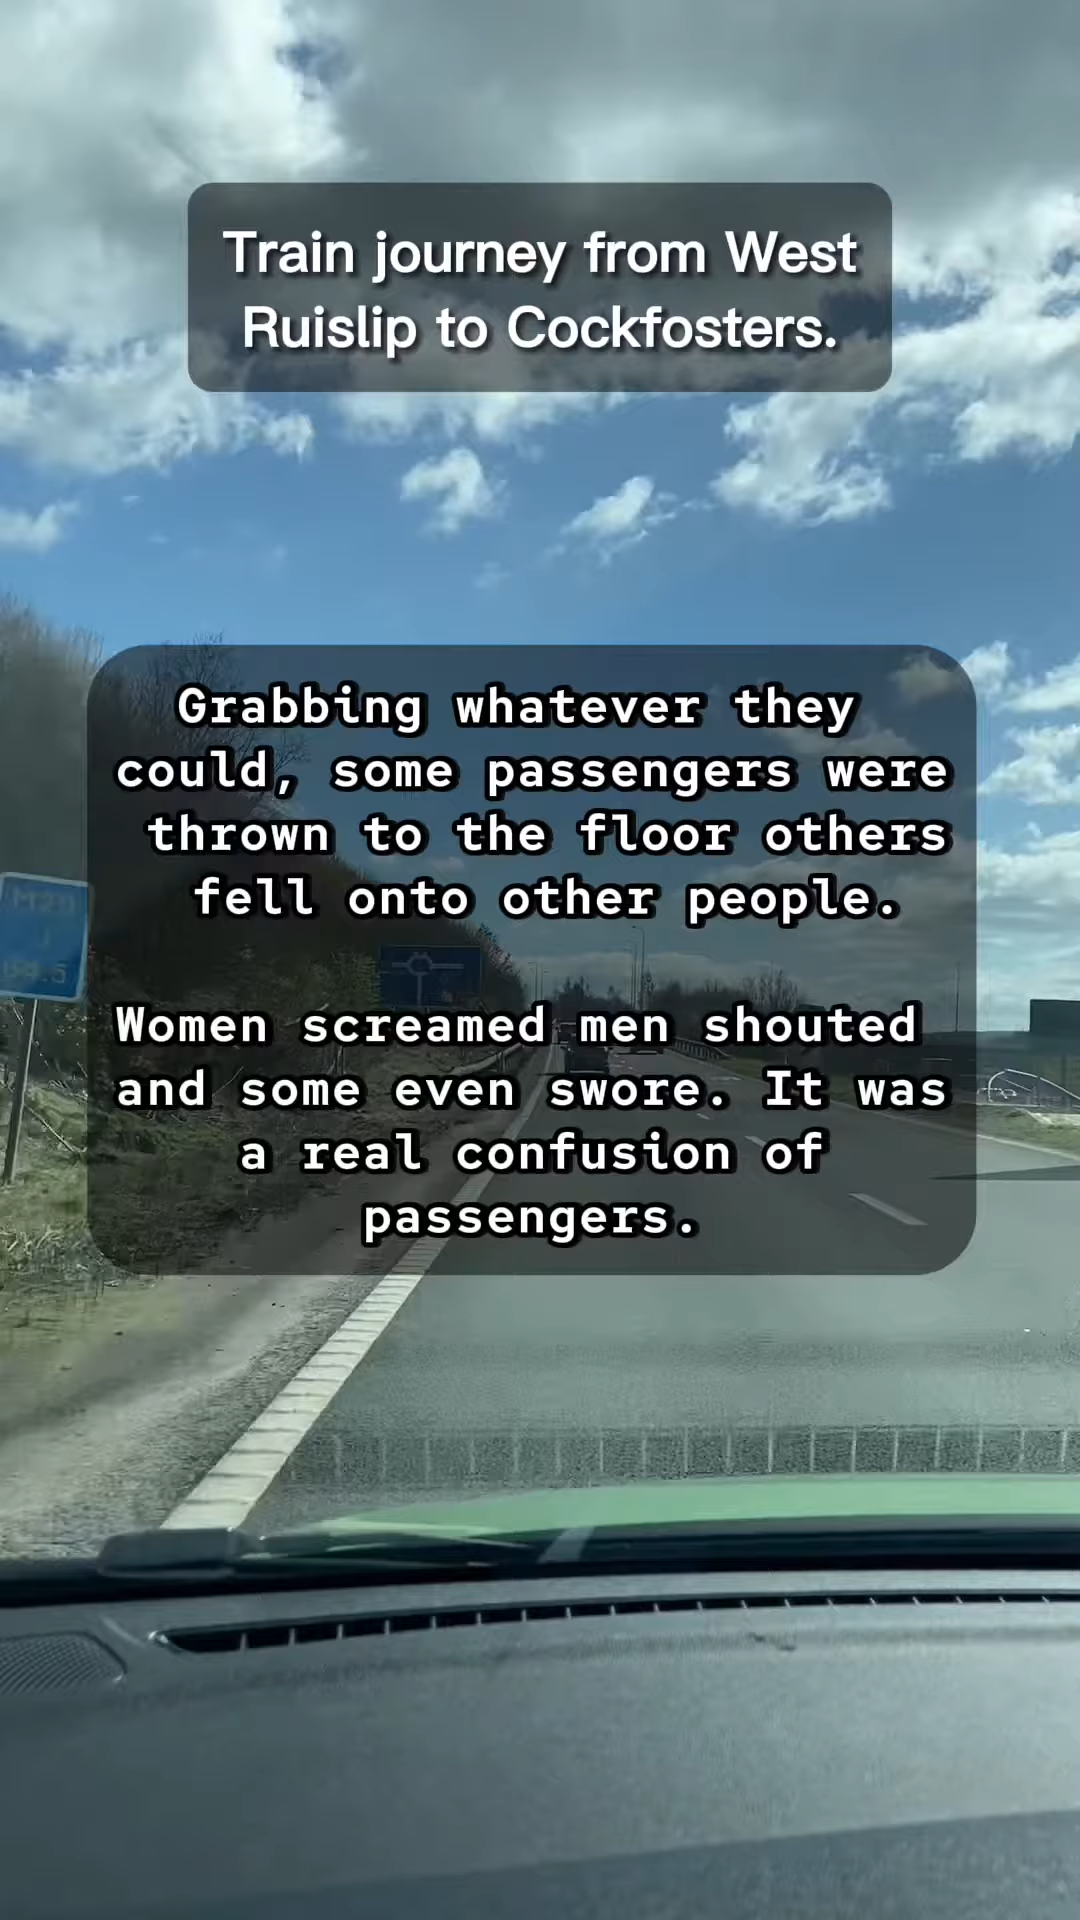 Train journey from West
Ruislip to Cockfosters.
Grabbing whatever they
could, some passengers were
thrown to the floor others
fell onto other people.
Women screamed men shouted
and some even swore. It was
a real confusion of
passengers.